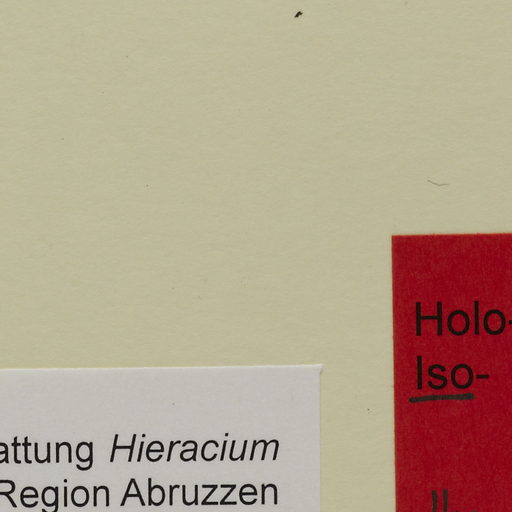 Holo-
Iso-
attung Hieracium
Region Abruzzen